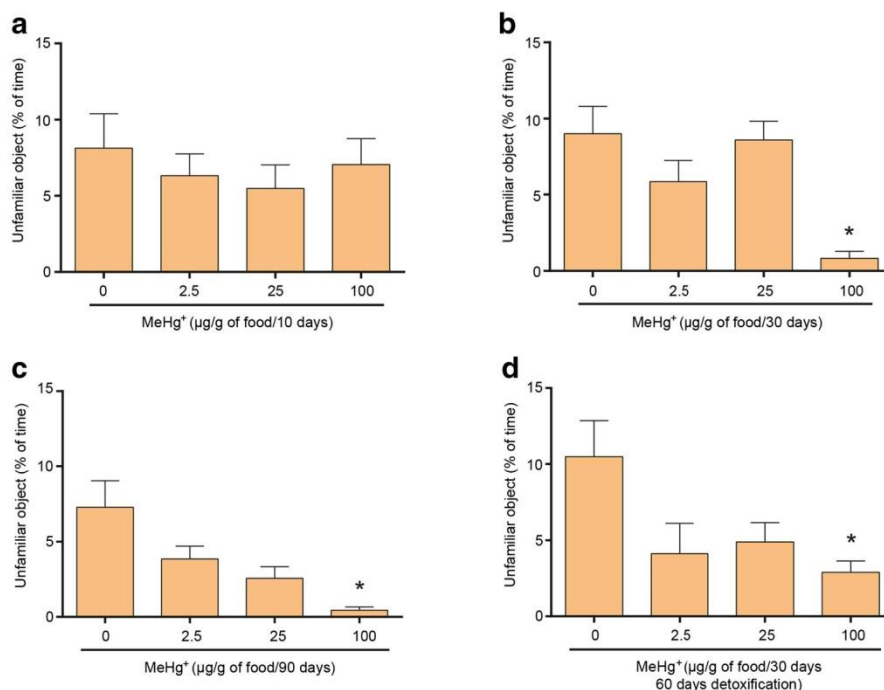 a
15
10
5
0
Unfamiliar object (% of time)
0 2.5 25 100
MeHg⁺ (µg/g of food/10 days)
b
15
10
5
0
Unfamiliar object (% of time)
*
0 2.5 25 100
MeHg⁺ (µg/g of food/30 days)
c
15
10
5
0
Unfamiliar object (% of time)
*
0 2.5 25 100
MeHg⁺ (µg/g of food/90 days)
d
15
10
5
0
Unfamiliar object (% of time)
*
0 2.5 25 100
MeHg⁺ (µg/g of food/30 days
60 days detoxification)